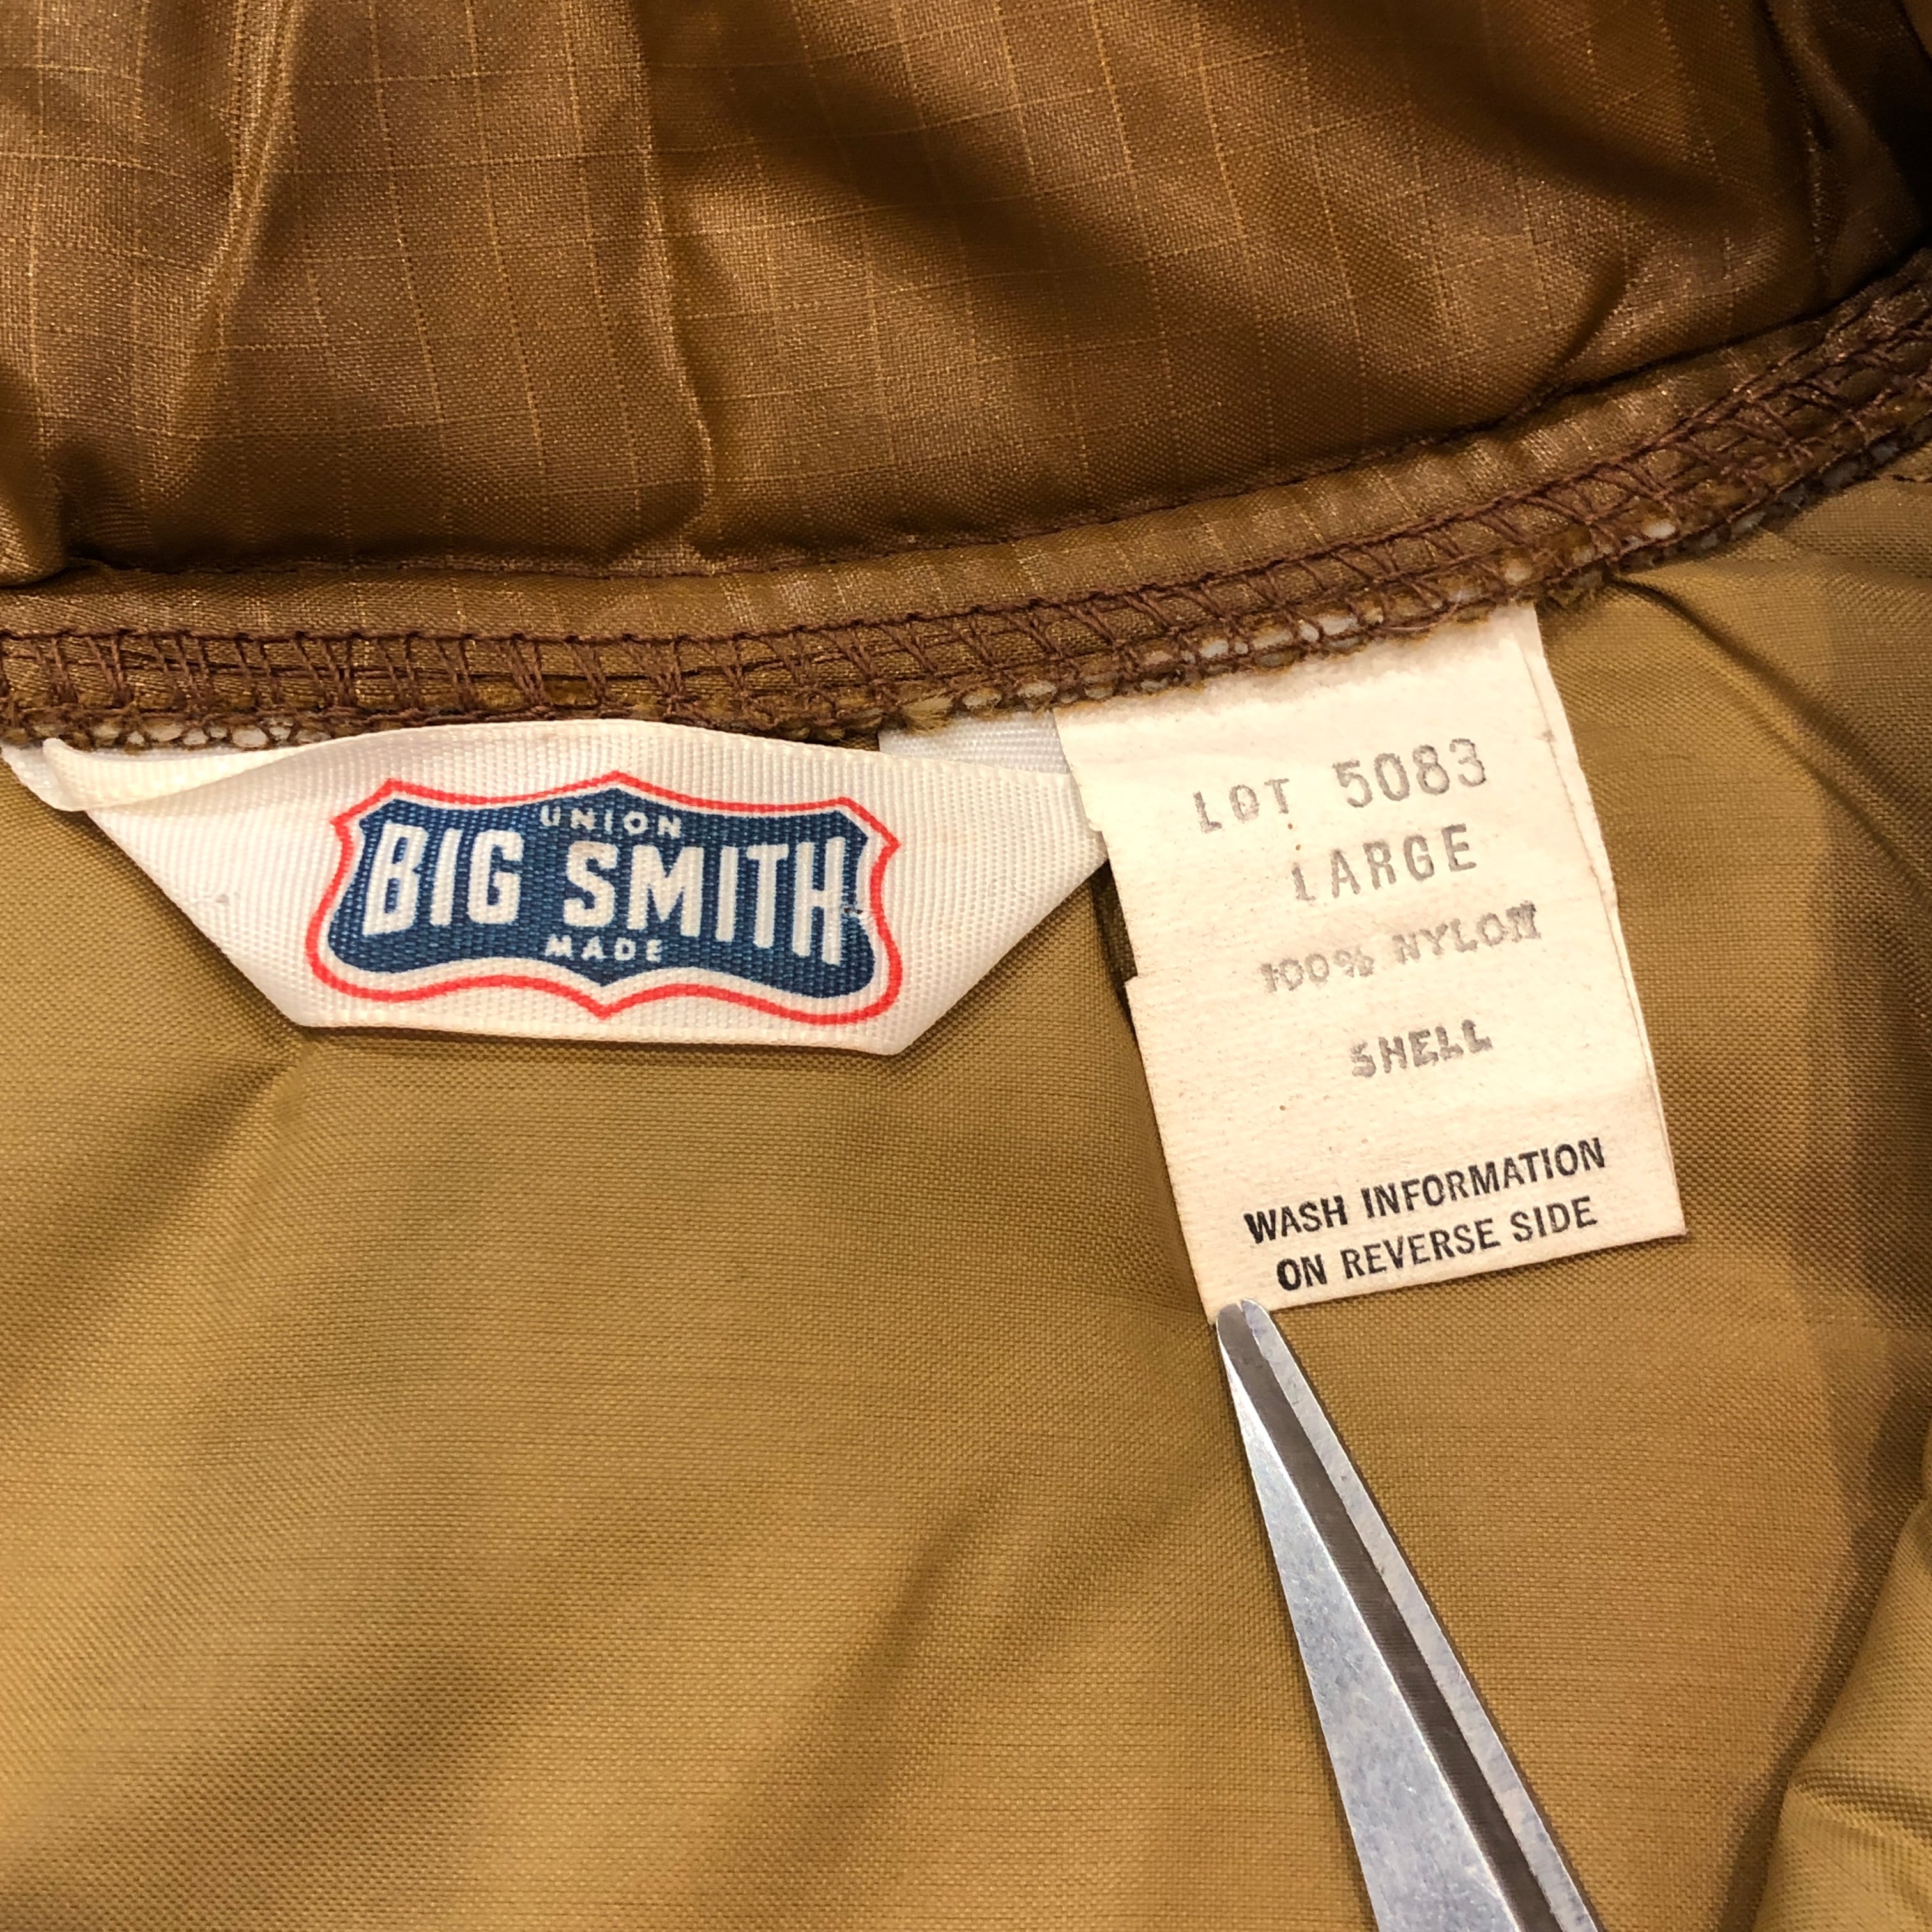 UNION
BIG SMITH
MADE
LOT 5083
LARGE
100% NYLON
SHELL
WASH INFORMATION
ON REVERSE SIDE